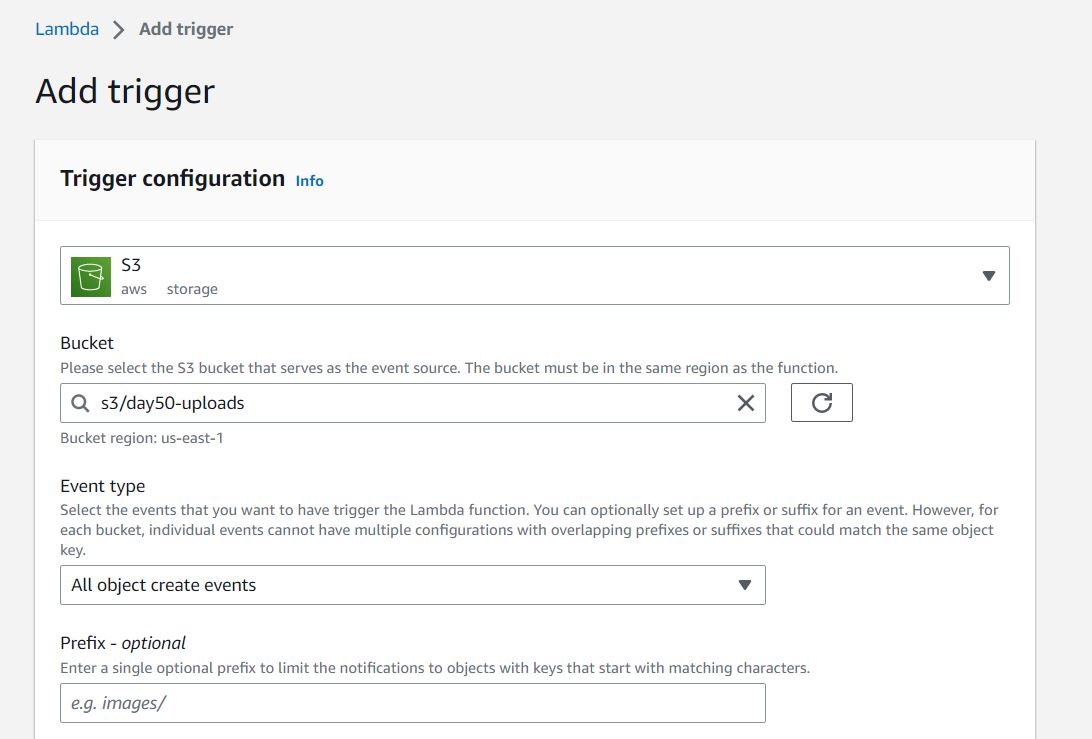 Lambda > Add trigger
Add trigger
Trigger configuration Info
S3
aws storage
Bucket
Please select the S3 bucket that serves as the event source. The bucket must be in the same region as the function.
s3/day50-uploads
Bucket region: us-east-1
Event type
Select the events that you want to have trigger the Lambda function. You can optionally set up a prefix or suffix for an event. However, for
each bucket, individual events cannot have multiple configurations with overlapping prefixes or suffixes that could match the same object
key.
All object create events
Prefix - optional
Enter a single optional prefix to limit the notifications to objects with keys that start with matching characters.
e.g. images/